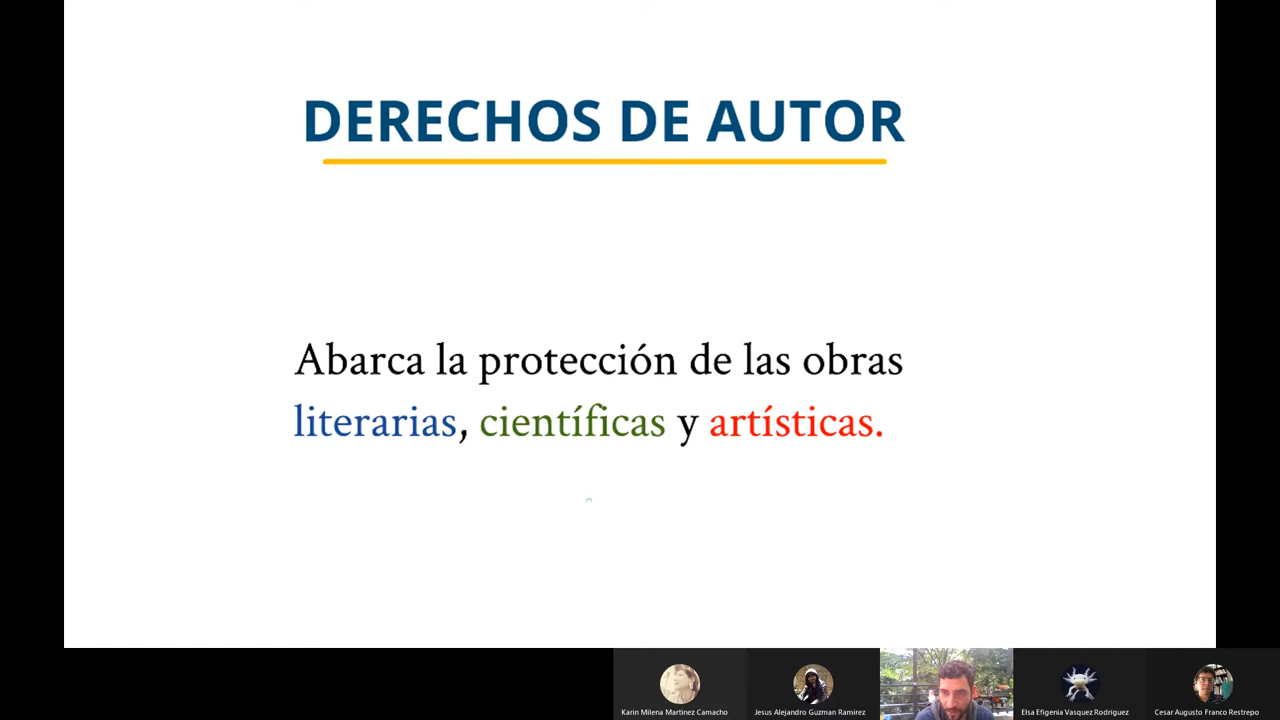 DERECHOS DE AUTOR
Abarca la protección de las obras
literarias, científicas y artísticas.
Karin Milena Martinez Camacho
Jesus Alejandro Guzman Ramirez
Elsa Efigenia Vasquez Rodriguez
Cesar Augusto Franco Restrepo